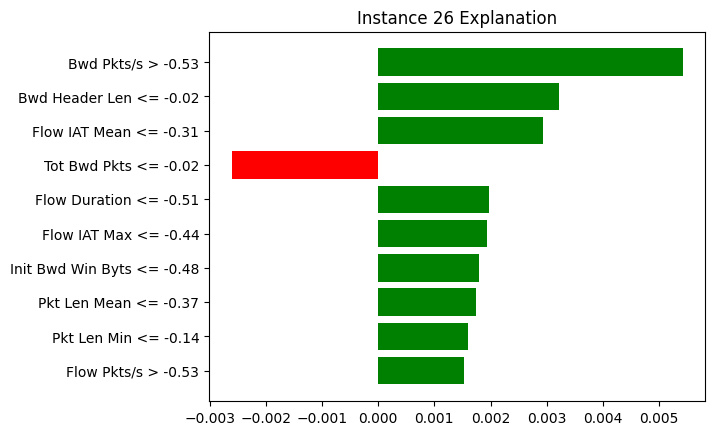 Instance 26 Explanation
Bwd Pkts/s > -0.53
Bwd Header Len <= -0.02
Flow IAT Mean <= -0.31
Tot Bwd Pkts <= -0.02
Flow Duration <= -0.51
Flow IAT Max <= -0.44
Init Bwd Win Byts <= -0.48
Pkt Len Mean <= -0.37
Pkt Len Min <= -0.14
Flow Pkts/s > -0.53
−0.003 −0.002 −0.001 0.000 0.001 0.002 0.003 0.004 0.005